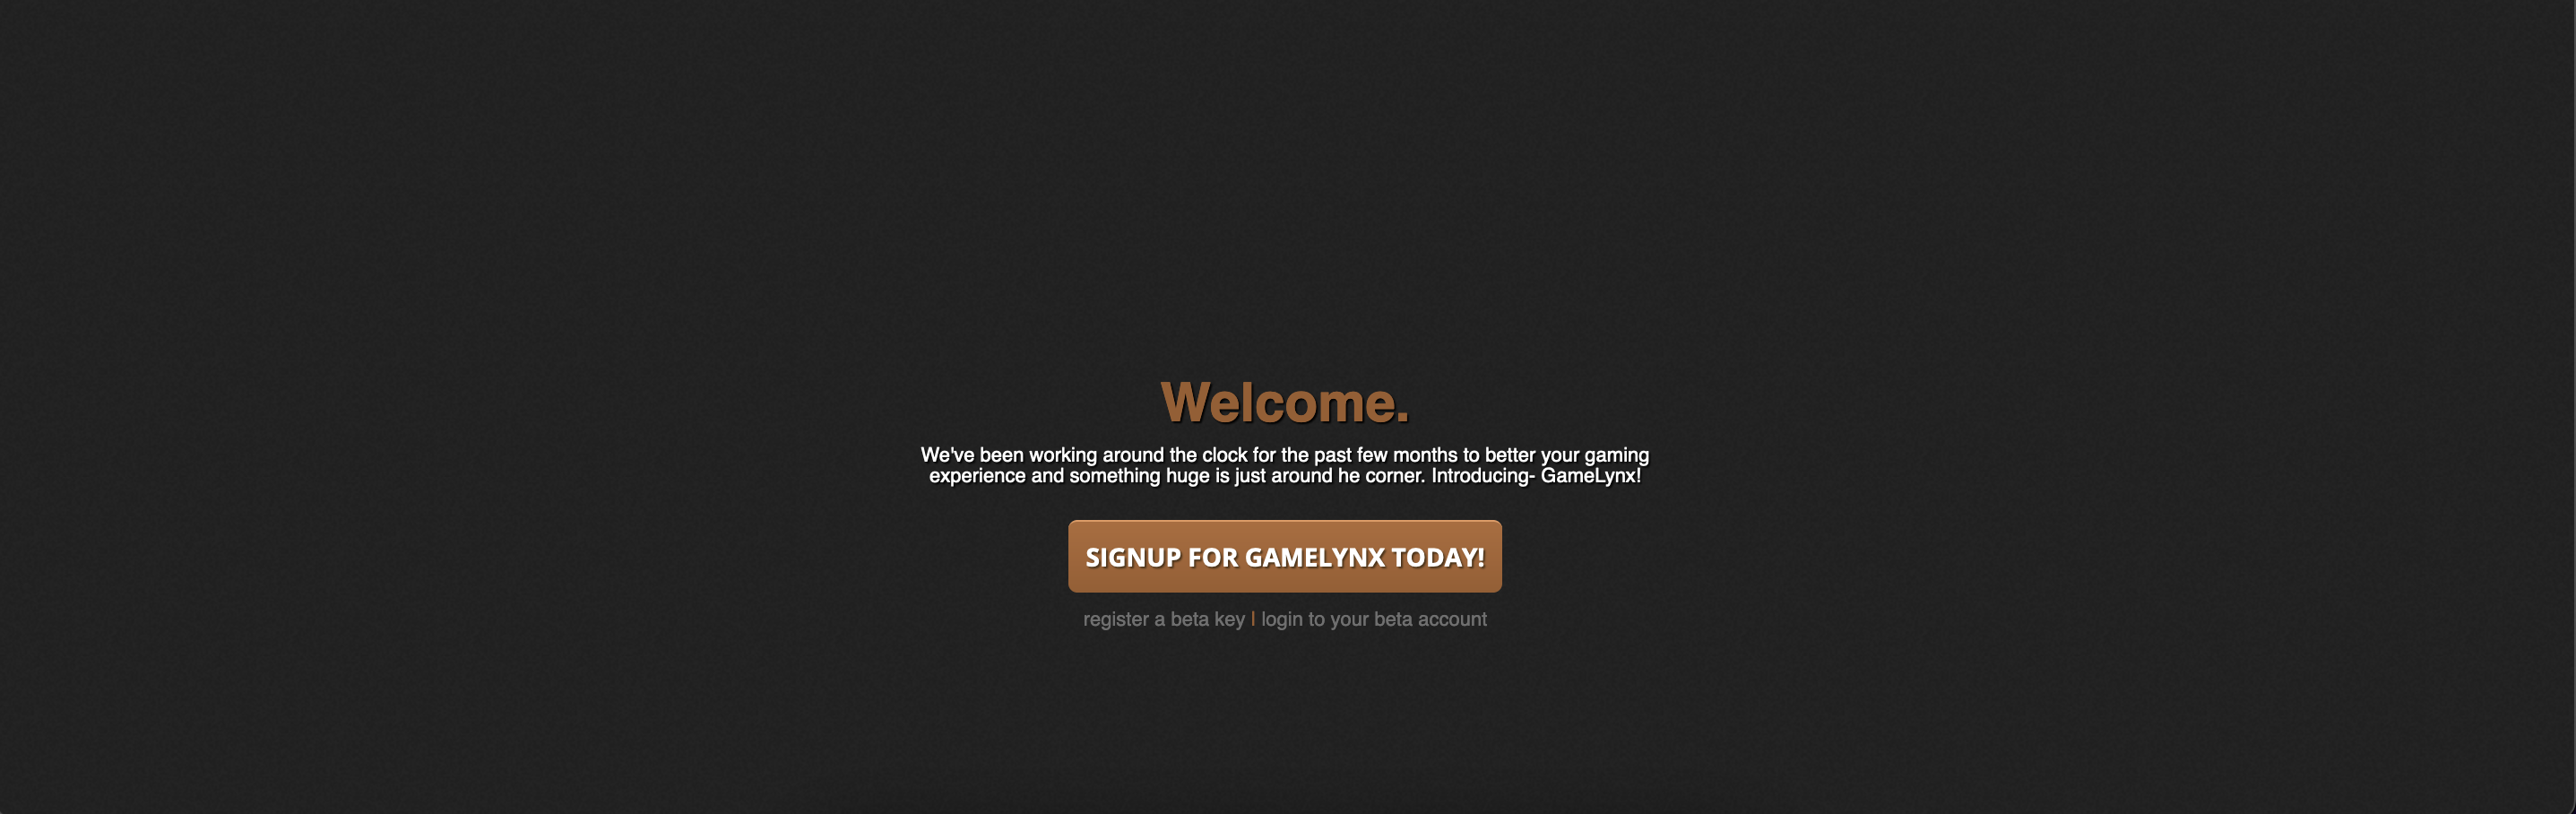 Welcome.
We've been working around the clock for the past few months to better your gaming
experience and something huge is just around he corner. Introducing- GameLynx!
SIGNUP FOR GAMELYNX TODAY!
register a beta key | login to your beta account